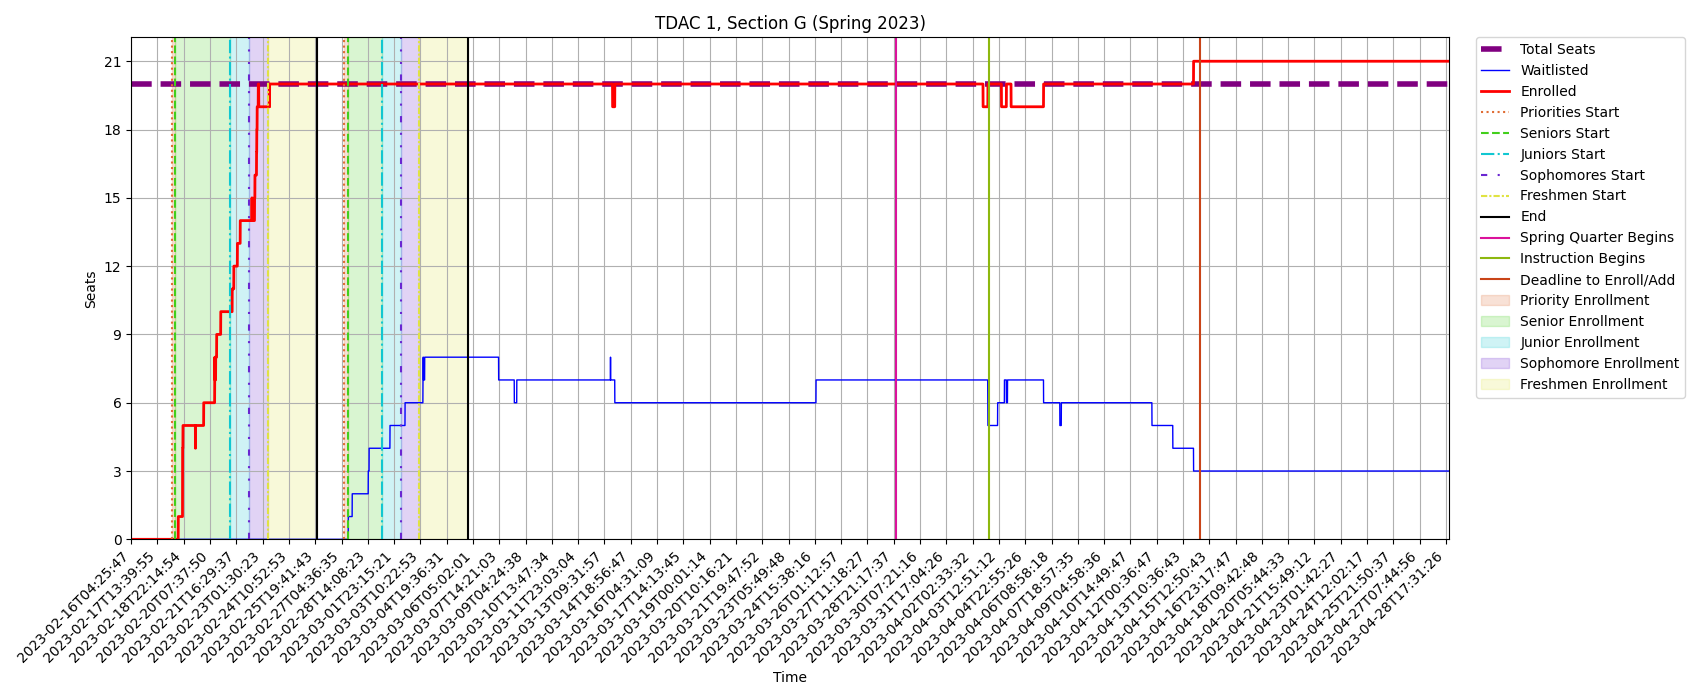 TDAC 1, Section G (Spring 2023)
Seats
21
18
15
12
9
6
3
0
2023-02-16T04:25:47
2023-02-17T13:39:55
2023-02-18T22:14:54
2023-02-20T07:37:50
2023-02-21T16:29:37
2023-02-23T01:30:23
2023-02-24T10:52:53
2023-02-25T19:41:43
2023-02-27T04:36:35
2023-02-28T14:08:23
2023-03-01T23:15:21
2023-03-03T10:22:53
2023-03-04T19:36:31
2023-03-06T05:02:01
2023-03-07T14:21:03
2023-03-09T04:24:38
2023-03-10T13:47:34
2023-03-11T23:03:04
2023-03-13T09:31:57
2023-03-14T18:56:47
2023-03-16T04:31:09
2023-03-17T14:13:45
2023-03-19T00:01:14
2023-03-20T10:16:21
2023-03-21T19:47:52
2023-03-23T05:49:48
2023-03-24T15:38:16
2023-03-26T01:12:57
2023-03-27T11:18:27
2023-03-28T21:17:37
2023-03-30T07:21:16
2023-03-31T17:04:26
2023-04-02T02:33:32
2023-04-03T12:51:12
2023-04-04T22:55:26
2023-04-06T08:58:18
2023-04-07T18:57:35
2023-04-09T04:58:36
2023-04-10T14:49:47
2023-04-12T00:36:47
2023-04-13T10:36:43
2023-04-15T12:50:43
2023-04-16T23:17:47
2023-04-18T09:42:48
2023-04-20T05:44:33
2023-04-21T15:49:12
2023-04-23T01:42:27
2023-04-24T12:02:17
2023-04-25T21:50:37
2023-04-27T07:44:56
2023-04-28T17:31:26
Time
Total Seats
Waitlisted
Enrolled
Priorities Start
Seniors Start
Juniors Start
Sophomores Start
Freshmen Start
End
Spring Quarter Begins
Instruction Begins
Deadline to Enroll/Add
Priority Enrollment
Senior Enrollment
Junior Enrollment
Sophomore Enrollment
Freshmen Enrollment